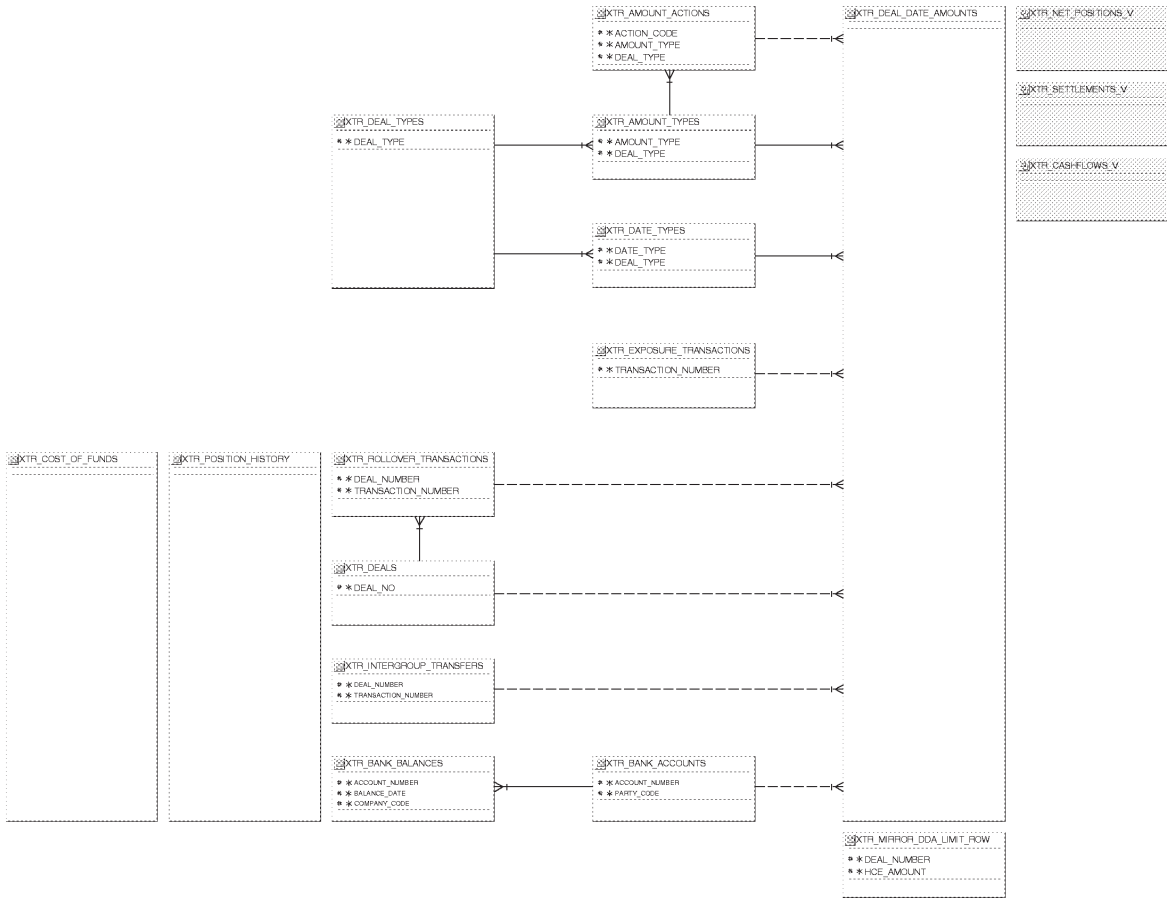 XTR_AMOUNT_ACTIONS
# * ACTION_CODE
# * AMOUNT_TYPE
# * DEAL_TYPE
XTR_DEAL_DATE_AMOUNTS
XTR_NET_POSITIONS_V
XTR_SETTLEMENTS_V
XTR_CASHFLOWS_V
XTR_DEAL_TYPES
# * DEAL_TYPE
XTR_AMOUNT_TYPES
# * AMOUNT_TYPE
# * DEAL_TYPE
XTR_DATE_TYPES
# * DATE_TYPE
# * DEAL_TYPE
XTR_EXPOSURE_TRANSACTIONS
# * TRANSACTION_NUMBER
XTR_COST_OF_FUNDS
XTR_POSITION_HISTORY
XTR_ROLLOVER_TRANSACTIONS
# * DEAL_NUMBER
# * TRANSACTION_NUMBER
XTR_DEALS
# * DEAL_NO
XTR_INTERGROUP_TRANSFERS
# * DEAL_NUMBER
# * TRANSACTION_NUMBER
XTR_BANK_BALANCES
# * ACCOUNT_NUMBER
# * BALANCE_DATE
# * COMPANY_CODE
XTR_BANK_ACCOUNTS
# * ACCOUNT_NUMBER
# * PARTY_CODE
XTR_MIRROR_DDA_LIMIT_ROW
# * DEAL_NUMBER
# * HCE_AMOUNT